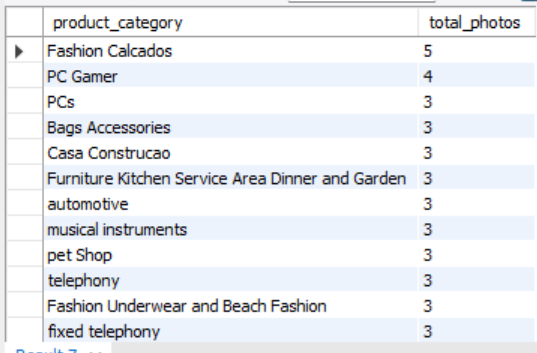 product_category total_photos
Fashion Calcados 5
PC Gamer 4
PCs 3
Bags Accessories 3
Casa Construcao 3
Furniture Kitchen Service Area Dinner and Garden 3
automotive 3
musical instruments 3
pet Shop 3
telephony 3
Fashion Underwear and Beach Fashion 3
fixed telephony 3